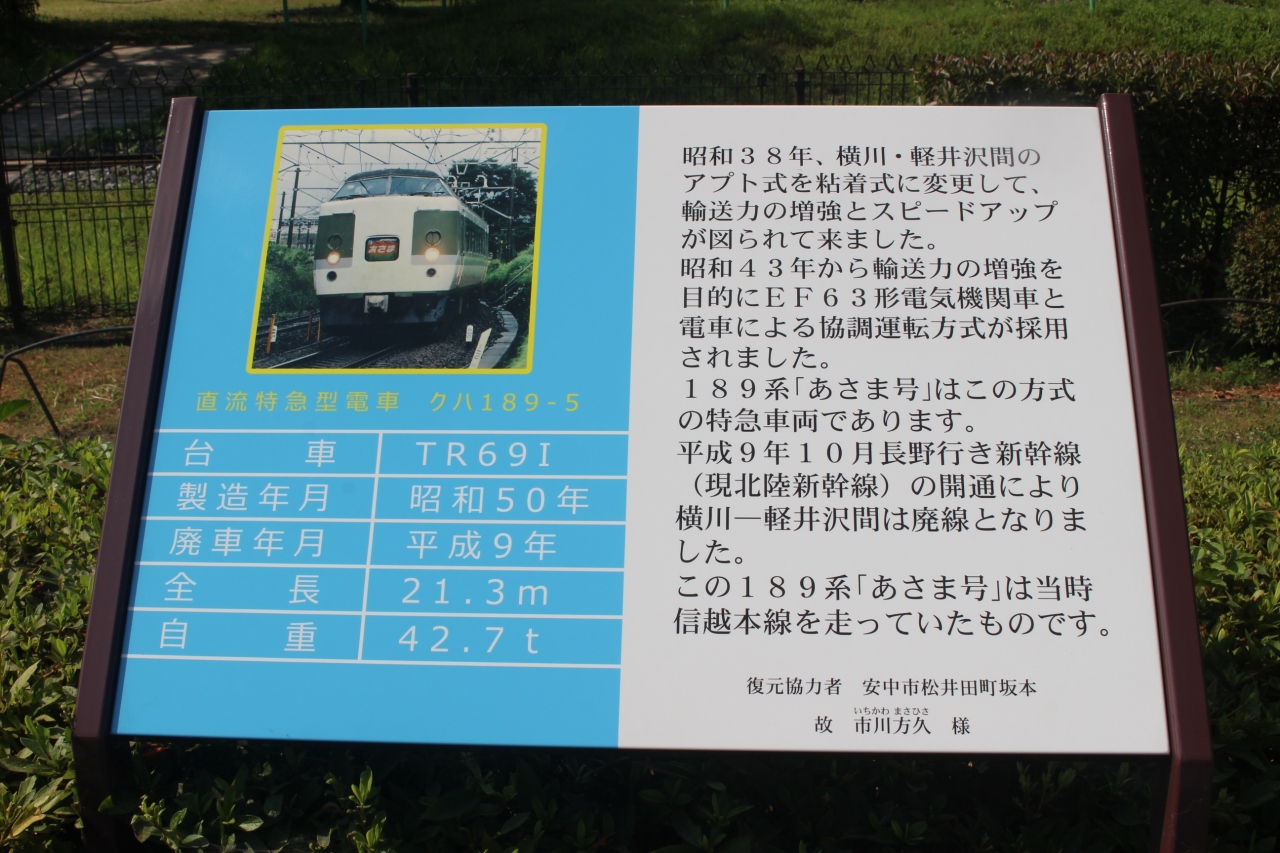 あさま
直流特急型電車　クハ189-5
台車　TR69I
製造年月　昭和50年
廃車年月　平成9年
全長　21.3m
自重　42.7t
昭和３８年、横川・軽井沢間の
アプト式を粘着式に変更して、
輸送力の増強とスピードアップ
が図られて来ました。
昭和４３年から輸送力の増強を
目的にＥＦ６３形電気機関車と
電車による協調運転方式が採用
されました。
１８９系｢あさま号｣はこの方式
の特急車両であります。
平成９年１０月長野行き新幹線
（現北陸新幹線）の開通により
横川―軽井沢間は廃線となりま
した。
この１８９系｢あさま号｣は当時
信越本線を走っていたものです。
復元協力者　安中市松井田町坂本
いちかわ まさひさ
故　市川方久　様